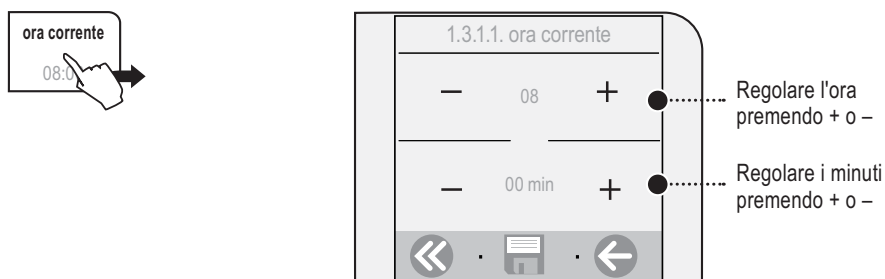 ora corrente
08:0
1.3.1.1. ora corrente
– 08 +
Regolare l'ora
premendo + o –
– 00 min +
Regolare i minuti
premendo + o –